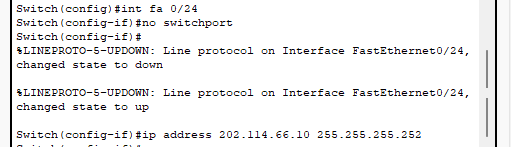 Switch(config)#int fa 0/24
Switch(config-if)#no switchport
Switch(config-if)#
%LINEPROTO-5-UPDOWN: Line protocol on Interface FastEthernet0/24,
changed state to down
%LINEPROTO-5-UPDOWN: Line protocol on Interface FastEthernet0/24,
changed state to up
Switch(config-if)#ip address 202.114.66.10 255.255.255.252